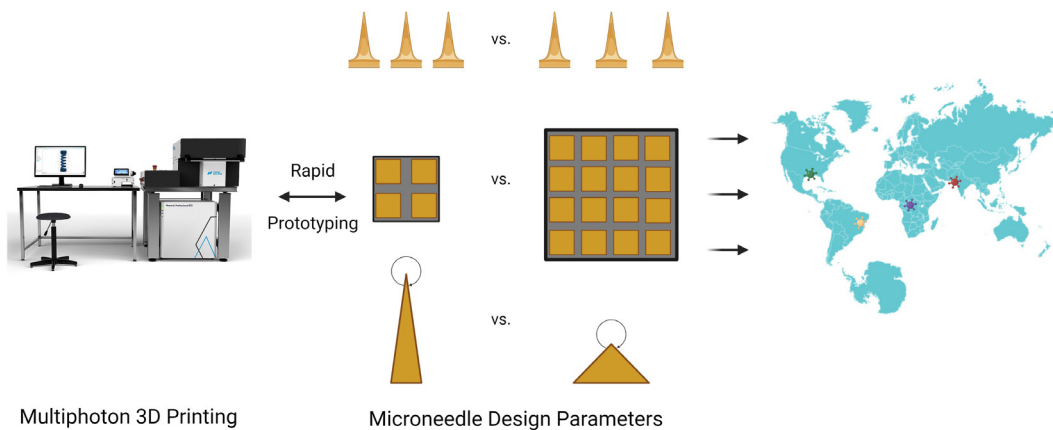 vs.
Rapid
Prototyping
vs.
vs.
Multiphoton 3D Printing
Microneedle Design Parameters